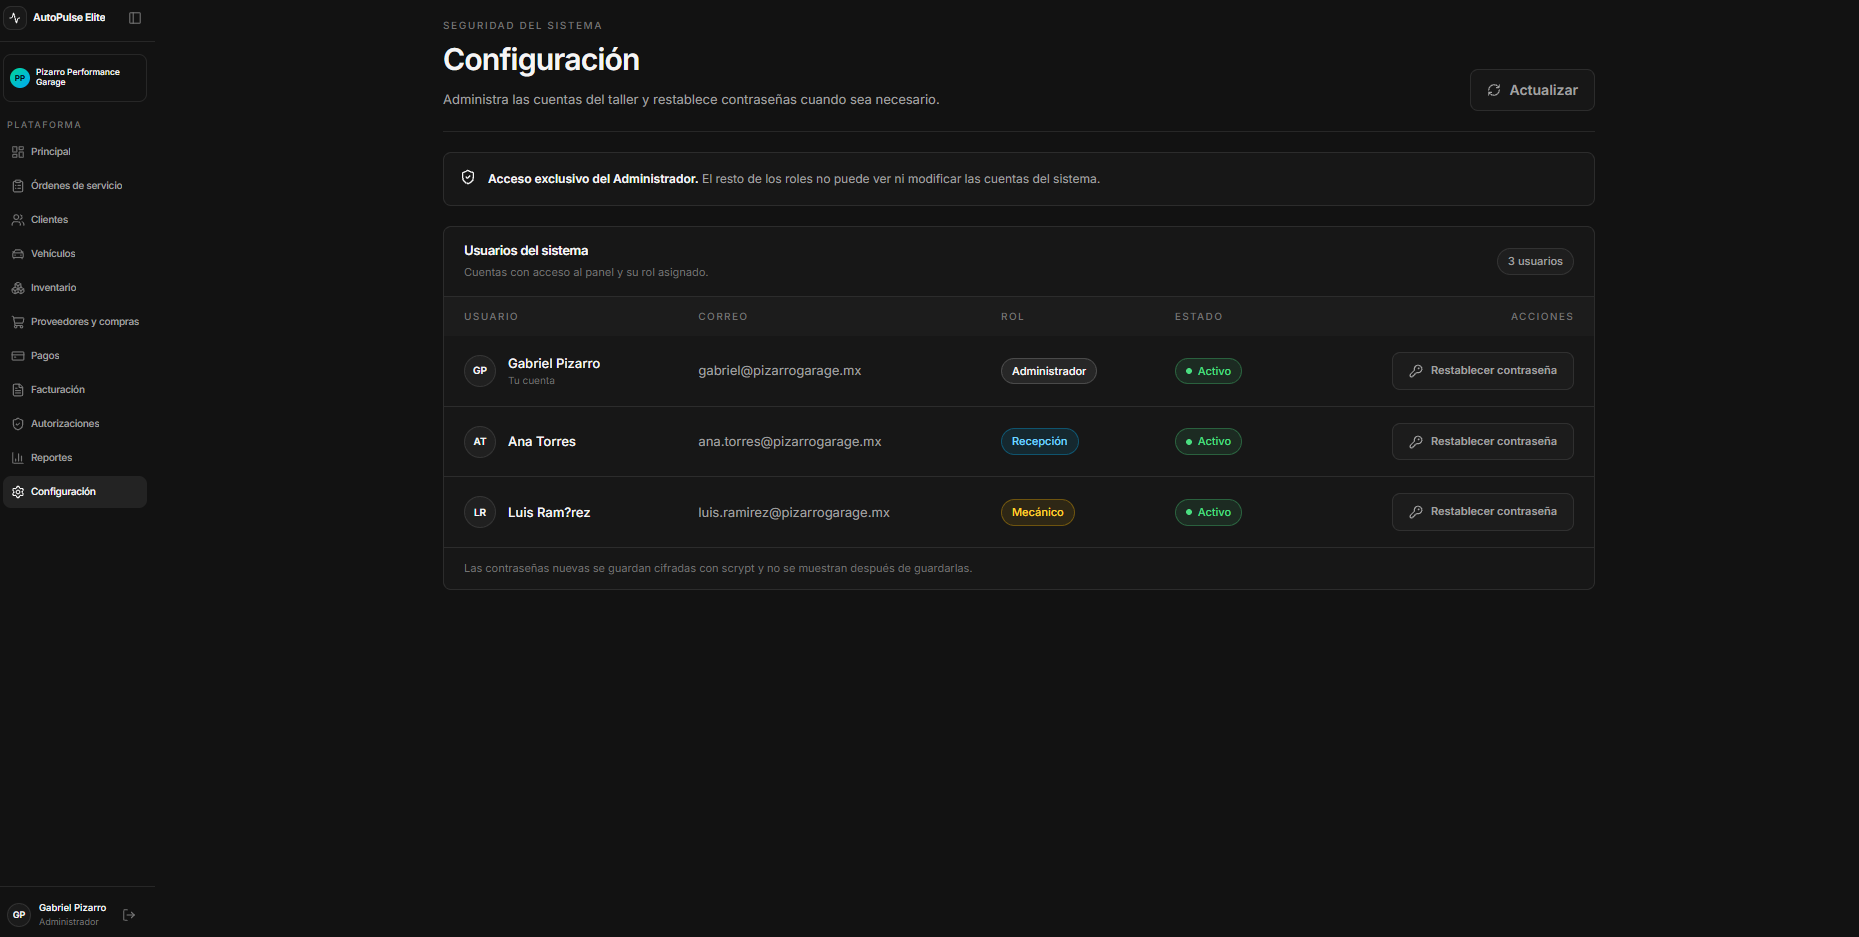 AutoPulse Elite
PP
Pizarro Performance
Garage
PLATAFORMA
Principal
Órdenes de servicio
Clientes
Vehículos
Inventario
Proveedores y compras
Pagos
Facturación
Autorizaciones
Reportes
Configuración
GP
Gabriel Pizarro
Administrador
SEGURIDAD DEL SISTEMA
Configuración
Administra las cuentas del taller y restablece contraseñas cuando sea necesario.
Actualizar
Acceso exclusivo del Administrador. El resto de los roles no puede ver ni modificar las cuentas del sistema.
Usuarios del sistema
Cuentas con acceso al panel y su rol asignado.
3 usuarios
USUARIO CORREO ROL ESTADO ACCIONES
GP Gabriel Pizarro gabriel@pizarrogarage.mx Administrador Activo Restablecer contraseña
Tu cuenta
AT Ana Torres ana.torres@pizarrogarage.mx Recepción Activo Restablecer contraseña
LR Luis Ram?rez luis.ramirez@pizarrogarage.mx Mecánico Activo Restablecer contraseña
Las contraseñas nuevas se guardan cifradas con scrypt y no se muestran después de guardarlas.